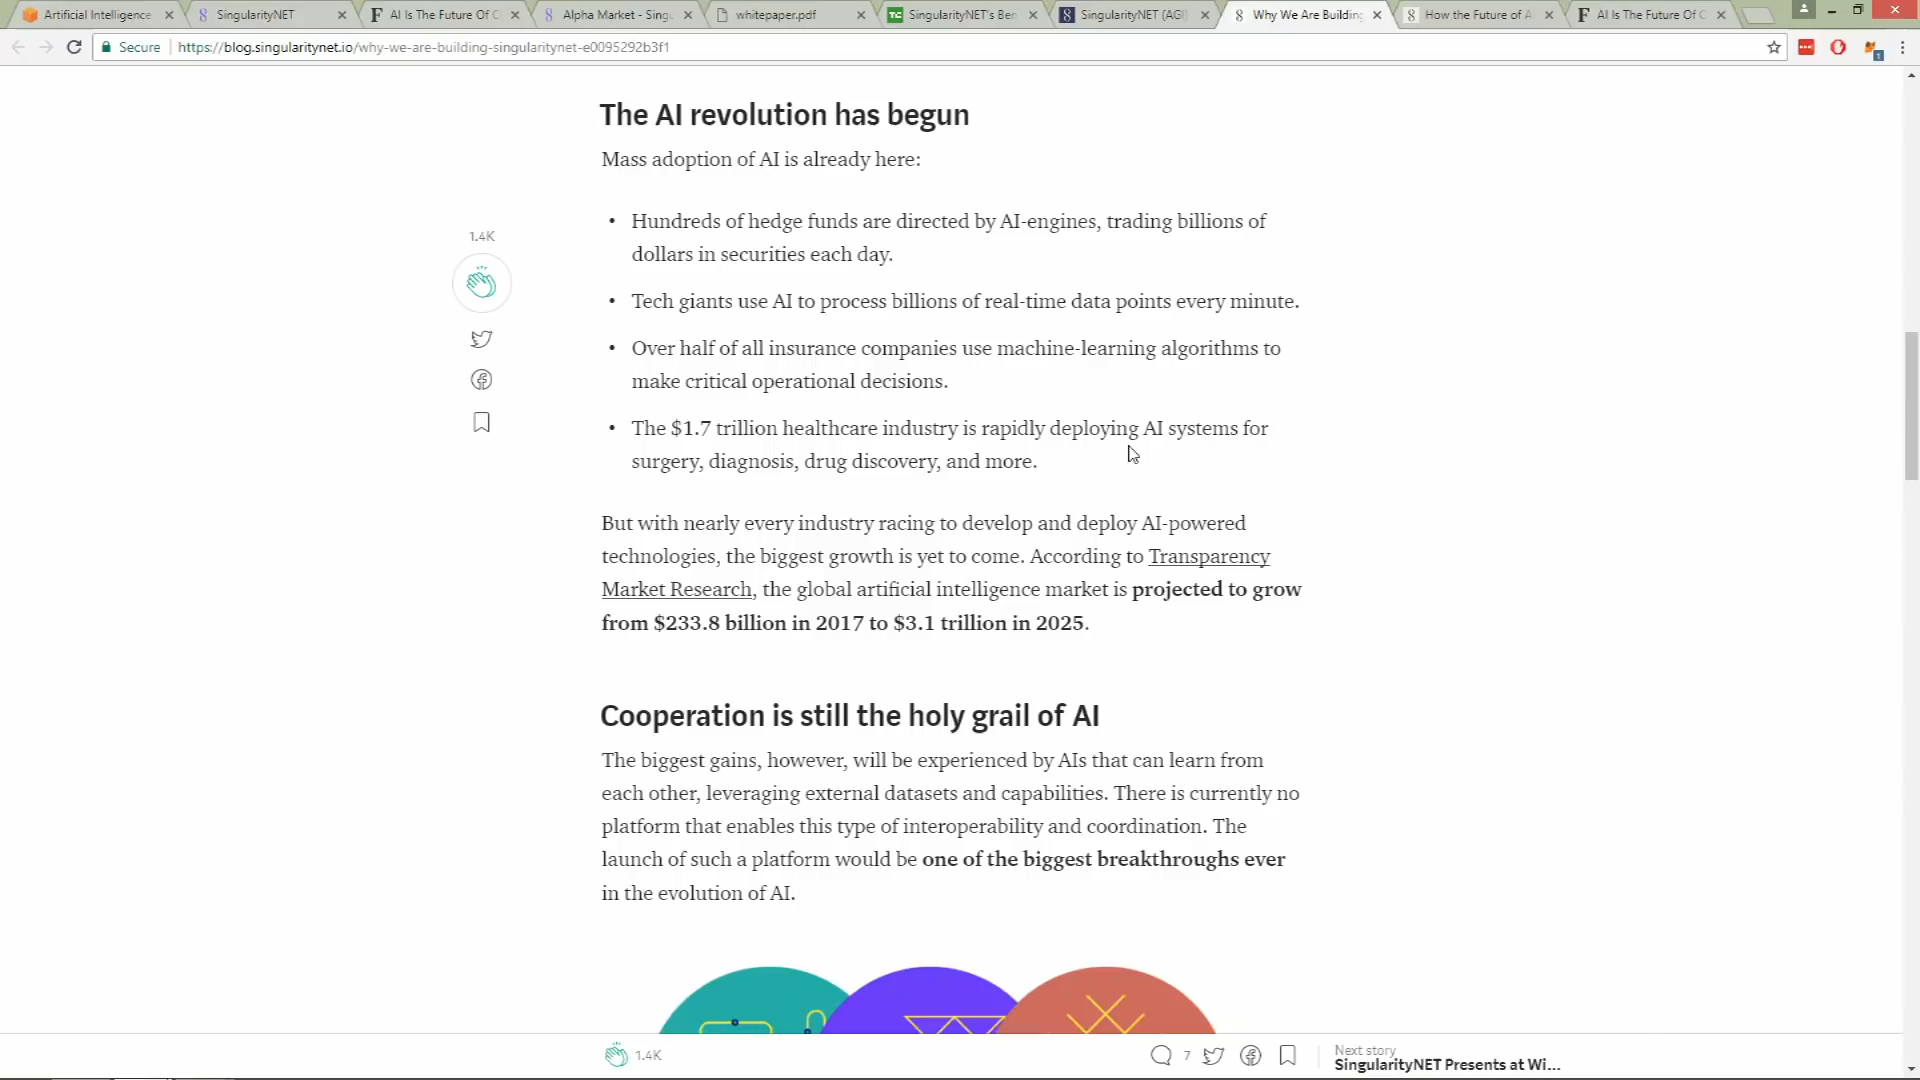 Artificial Intelligence
SingularityNET
AI Is The Future Of C
Alpha Market - Sing
whitepaper.pdf
SingularityNET's Ben
SingularityNET (AGI
Why We Are Building
How the Future of A
AI Is The Future Of C
Secure https://blog.singularitynet.io/why-we-are-building-singularitynet-e0095292b3f1
The AI revolution has begun
Mass adoption of AI is already here:
• Hundreds of hedge funds are directed by AI-engines, trading billions of
dollars in securities each day.
• Tech giants use AI to process billions of real-time data points every minute.
• Over half of all insurance companies use machine-learning algorithms to
make critical operational decisions.
• The $1.7 trillion healthcare industry is rapidly deploying AI systems for
surgery, diagnosis, drug discovery, and more.
1.4K
But with nearly every industry racing to develop and deploy AI-powered
technologies, the biggest growth is yet to come. According to Transparency
Market Research, the global artificial intelligence market is projected to grow
from $233.8 billion in 2017 to $3.1 trillion in 2025.
Cooperation is still the holy grail of AI
The biggest gains, however, will be experienced by AIs that can learn from
each other, leveraging external datasets and capabilities. There is currently no
platform that enables this type of interoperability and coordination. The
launch of such a platform would be one of the biggest breakthroughs ever
in the evolution of AI.
1.4K
7
Next story
SingularityNET Presents at Wi...